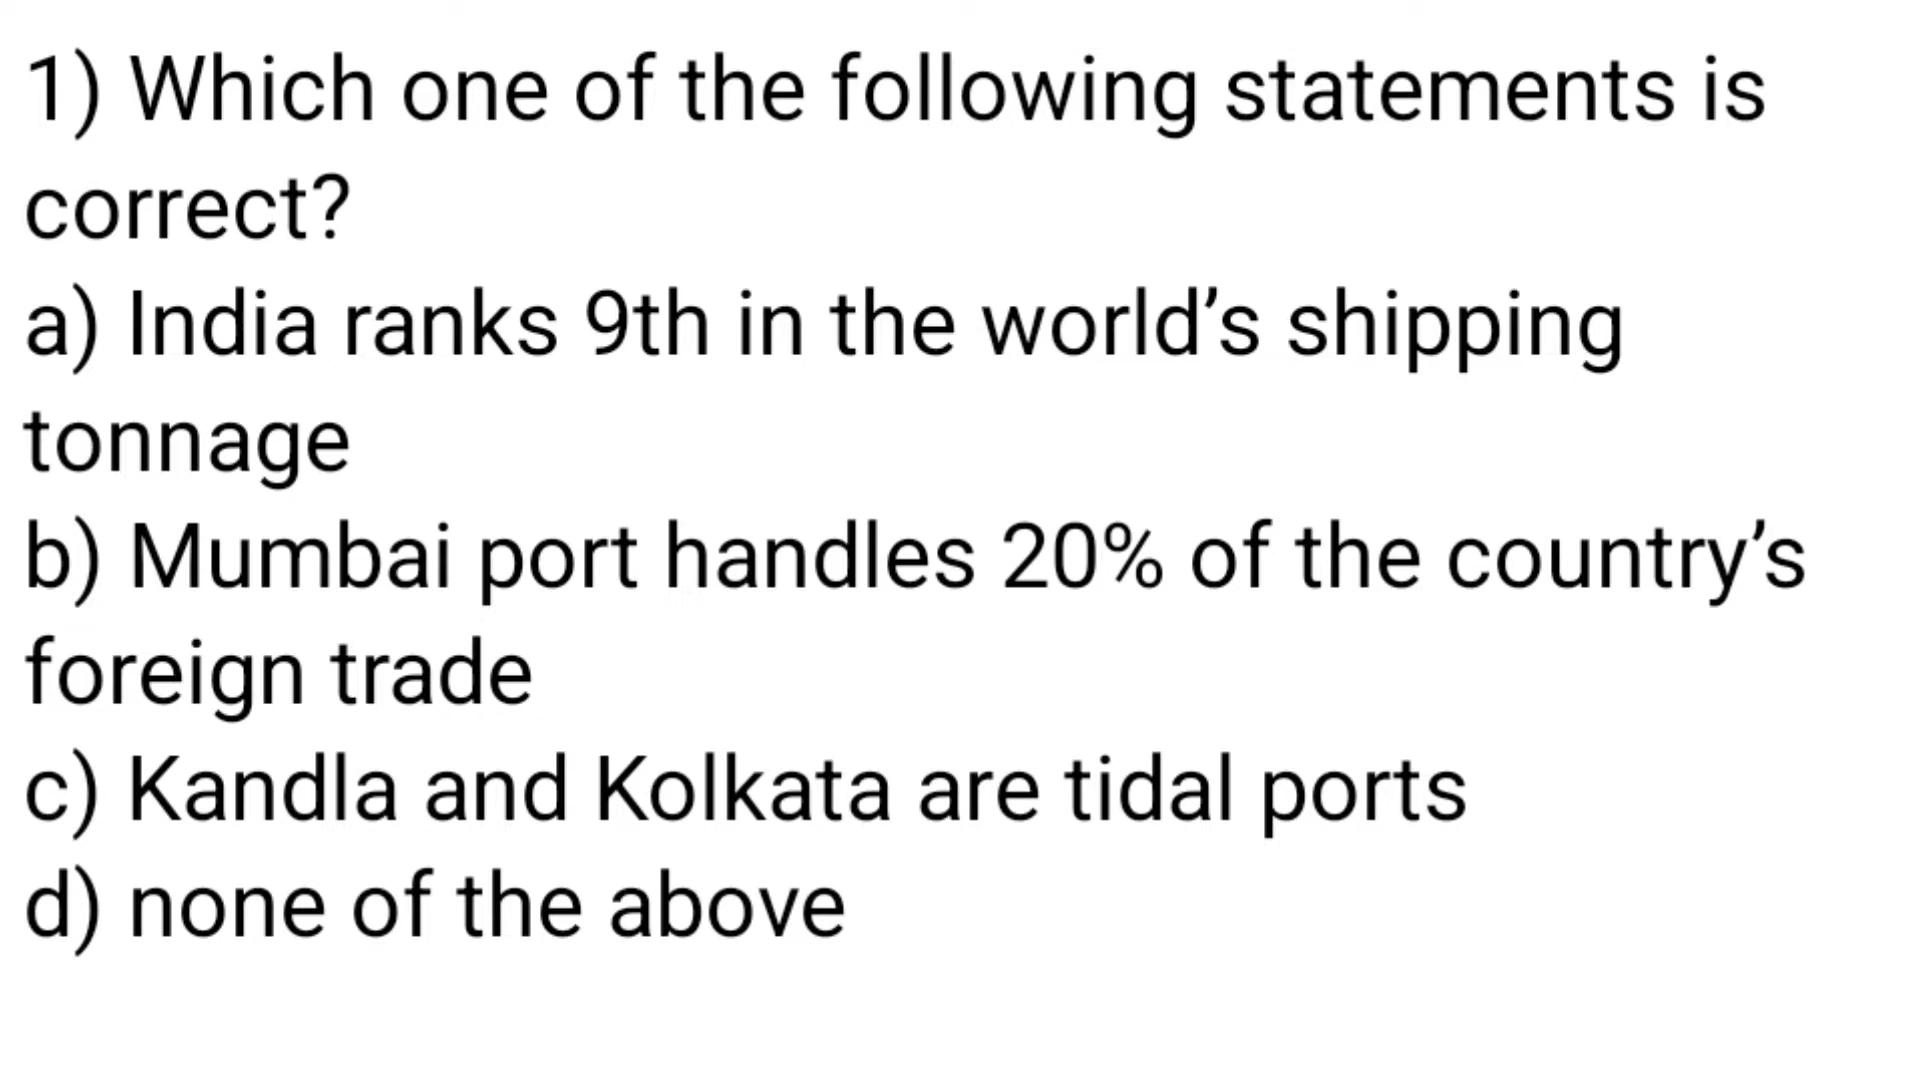 1) Which one of the following statements is
correct?
a) India ranks 9th in the world’s shipping
tonnage
b) Mumbai port handles 20% of the country’s
foreign trade
c) Kandla and Kolkata are tidal ports
d) none of the above